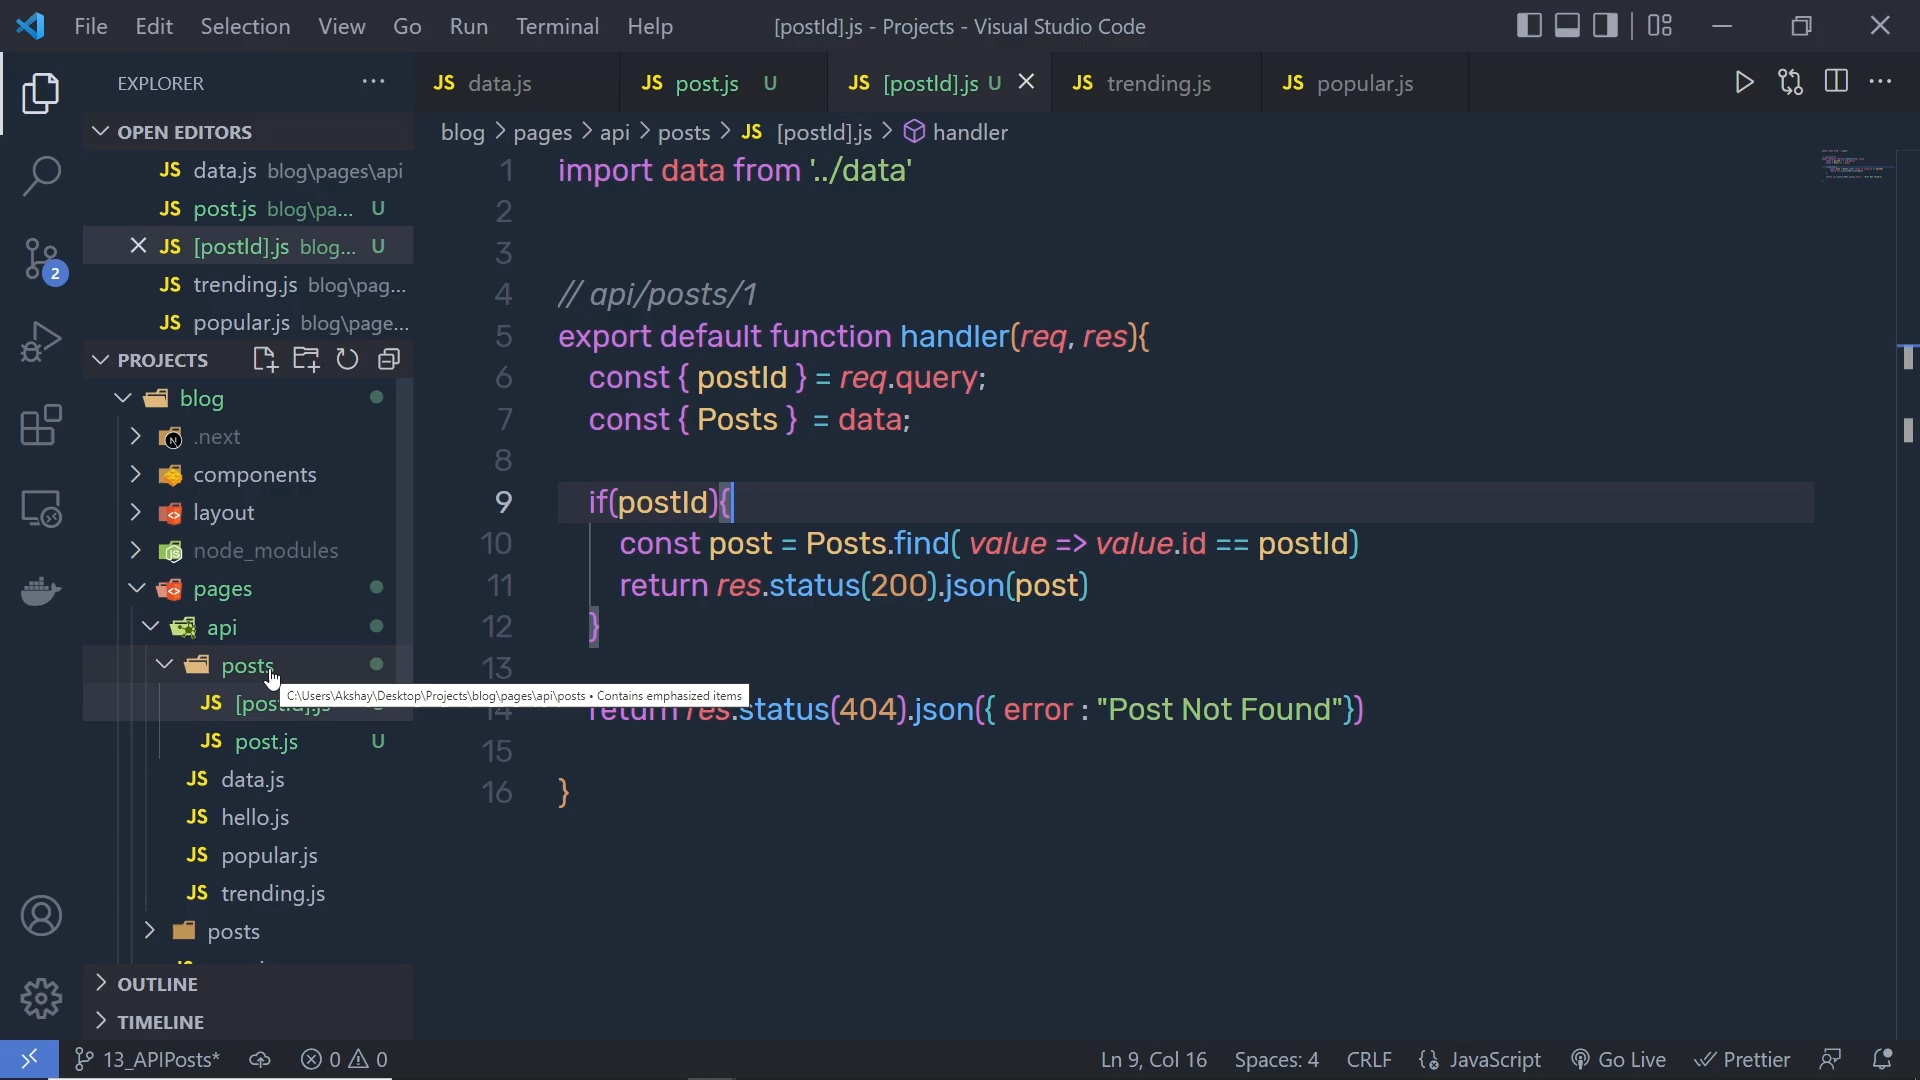 File Edit Selection View Go Run Terminal Help
[postId].js - Projects - Visual Studio Code
EXPLORER
OPEN EDITORS
JS data.js blog\pages\api
JS post.js blog\pa... U
JS [postId].js blog... U
JS trending.js blog\pag...
JS popular.js blog\page...
PROJECTS
blog
.next
components
layout
node_modules
pages
api
posts
JS
JS post.js U
JS data.js
JS hello.js
JS popular.js
JS trending.js
posts
OUTLINE
TIMELINE
2
JS data.js
JS post.js U
JS [postId].js U
JS trending.js
JS popular.js
blog > pages > api > posts > JS [postId].js > handler
1 import data from '../data'
2
3
4 // api/posts/1
5 export default function handler(req, res){
6 const { postId } = req.query;
7 const { Posts } = data;
8
9 if(postId){
10 const post = Posts.find( value => value.id == postId)
11 return res.status(200).json(post)
12 }
13
C:\Users\Akshay\Desktop\Projects\blog\pages\api\posts • Contains emphasized items
14 return res.status(404).json({ error : "Post Not Found"})
15
16 }
13_APIPosts* 0 0
Ln 9, Col 16 Spaces: 4 CRLF {} JavaScript Go Live Prettier